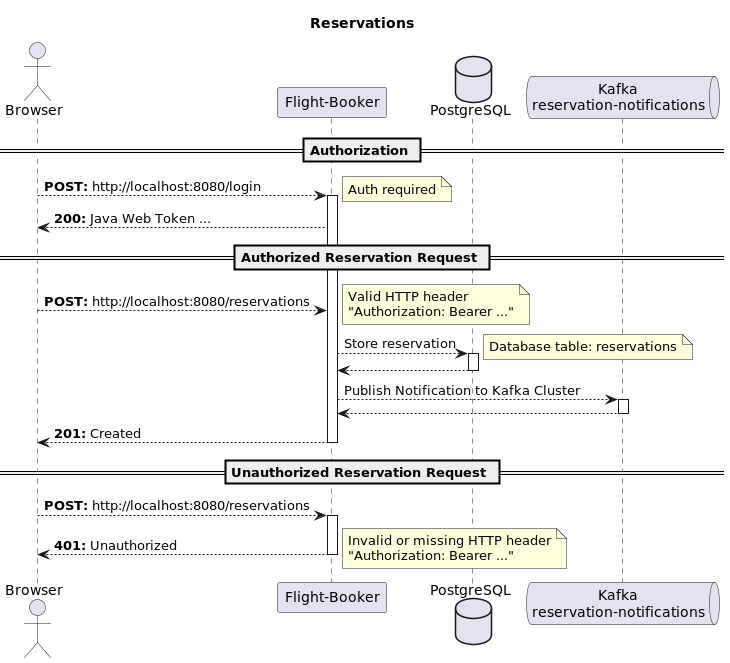 Reservations
Browser
Flight-Booker
PostgreSQL
Kafka
reservation-notifications
Authorization
POST: http://localhost:8080/login
Auth required
200: Java Web Token ...
Authorized Reservation Request
POST: http://localhost:8080/reservations
Valid HTTP header
"Authorization: Bearer ..."
Store reservation
Database table: reservations
Publish Notification to Kafka Cluster
201: Created
Unauthorized Reservation Request
POST: http://localhost:8080/reservations
401: Unauthorized
Invalid or missing HTTP header
"Authorization: Bearer ..."
Browser
Flight-Booker
PostgreSQL
Kafka
reservation-notifications